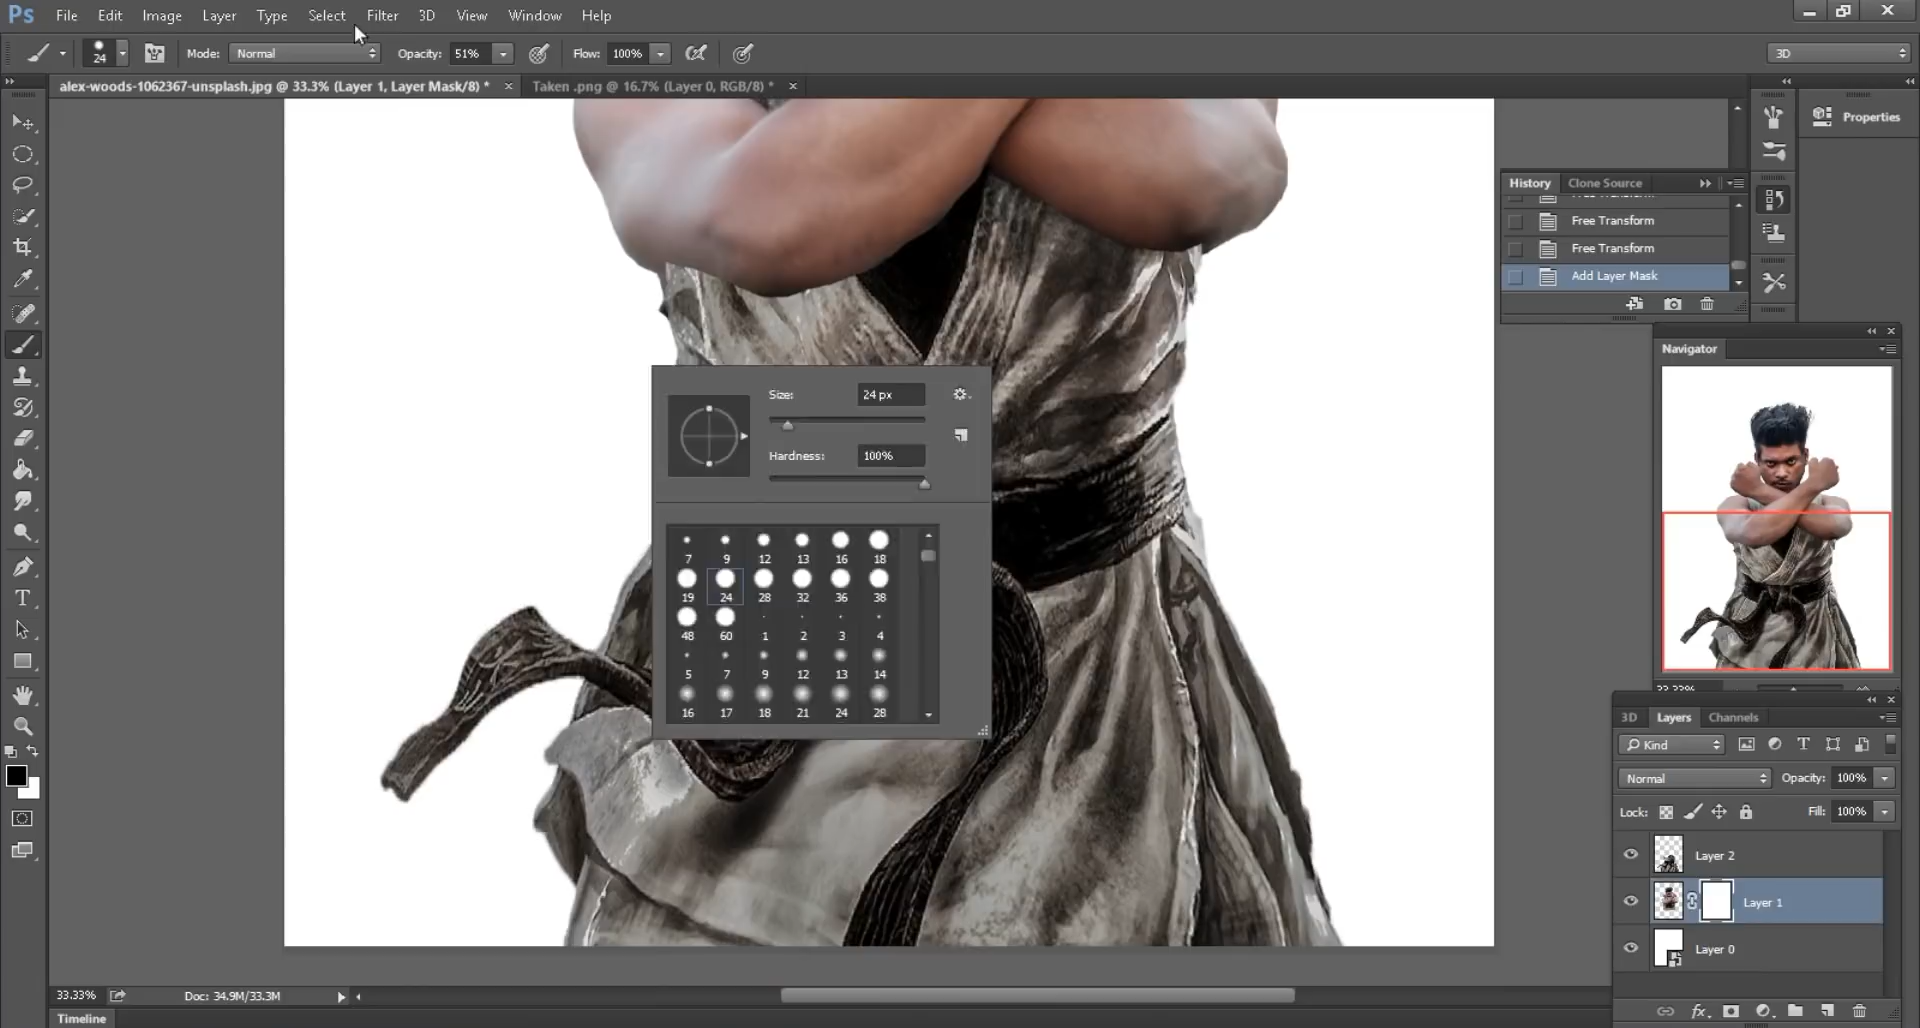 Ps File Edit Image Layer Type Select Filter 3D View Window Help
24 Mode: Normal Opacity: 51% Flow: 100% 3D
alex-woods-1062367-unsplash.jpg @ 33.3% (Layer 1, Layer Mask/8) * × Taken .png @ 16.7% (Layer 0, RGB/8) * ×
Properties
History Clone Source
Free Transform
Free Transform
Add Layer Mask
Navigator
Size: 24 px
Hardness: 100%
7 9 12 13 16 18
19 24 28 32 36 38
48 60 1 2 3 4
5 7 9 12 13 14
16 17 18 21 24 28
T
33.33%
3D Layers Channels
Kind T
Normal Opacity: 100%
Lock: Fill: 100%
Layer 2
Layer 1
Layer 0
fx
33.33% Doc: 34.9M/33.3M
Timeline